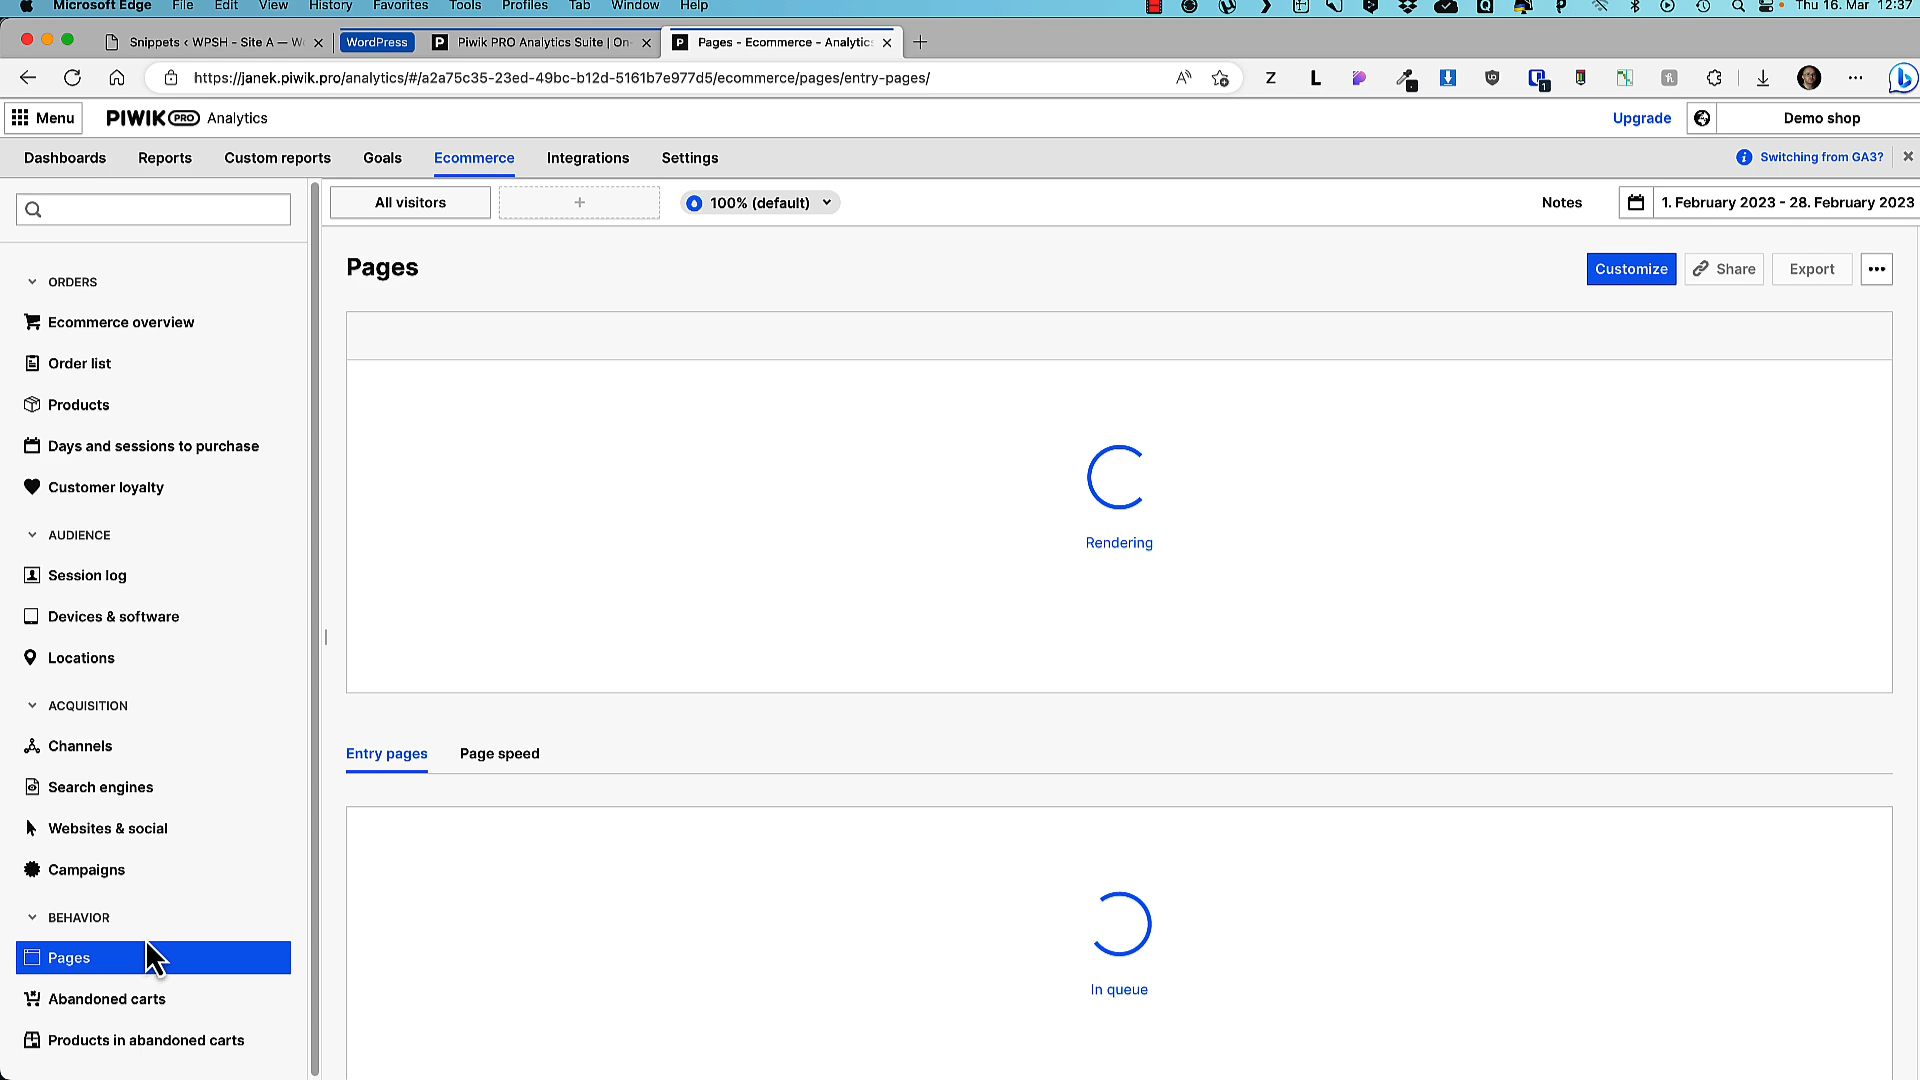 Microsoft Edge File Edit View History Favorites Tools Profiles Tab Window Help Thu 16. Mar 12:37
Snippets ‹ WPSH - Site A — W
WordPress
Piwik PRO Analytics Suite | On
Pages - Ecommerce - Analytic
https://janek.piwik.pro/analytics/#/a2a75c35-23ed-49bc-b12d-5161b7e977d5/ecommerce/pages/entry-pages/
Menu PIWIK PRO Analytics Upgrade Demo shop
Dashboards Reports Custom reports Goals Ecommerce Integrations Settings Switching from GA3?
All visitors + 100% (default) Notes 1. February 2023 - 28. February 2023
Pages Customize Share Export
ORDERS
Ecommerce overview
Order list
Products
Days and sessions to purchase
Customer loyalty
AUDIENCE
Session log
Devices & software
Locations
ACQUISITION
Channels
Search engines
Websites & social
Campaigns
BEHAVIOR
Pages
Abandoned carts
Products in abandoned carts
Rendering
Entry pages Page speed
In queue